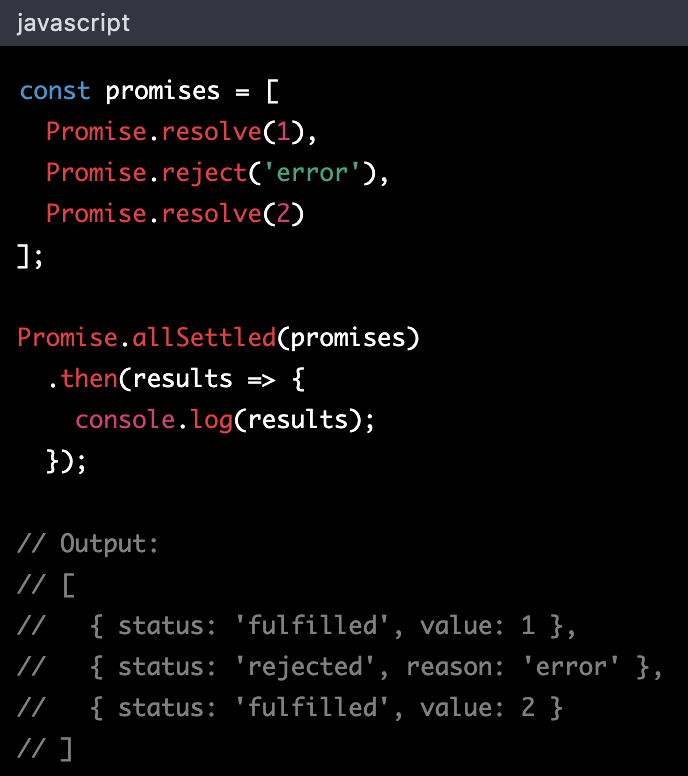 javascript
const promises = [
  Promise.resolve(1),
  Promise.reject('error'),
  Promise.resolve(2)
];
Promise.allSettled(promises)
  .then(results => {
    console.log(results);
  });
// Output:
// [
//   { status: 'fulfilled', value: 1 },
//   { status: 'rejected', reason: 'error' },
//   { status: 'fulfilled', value: 2 }
// ]